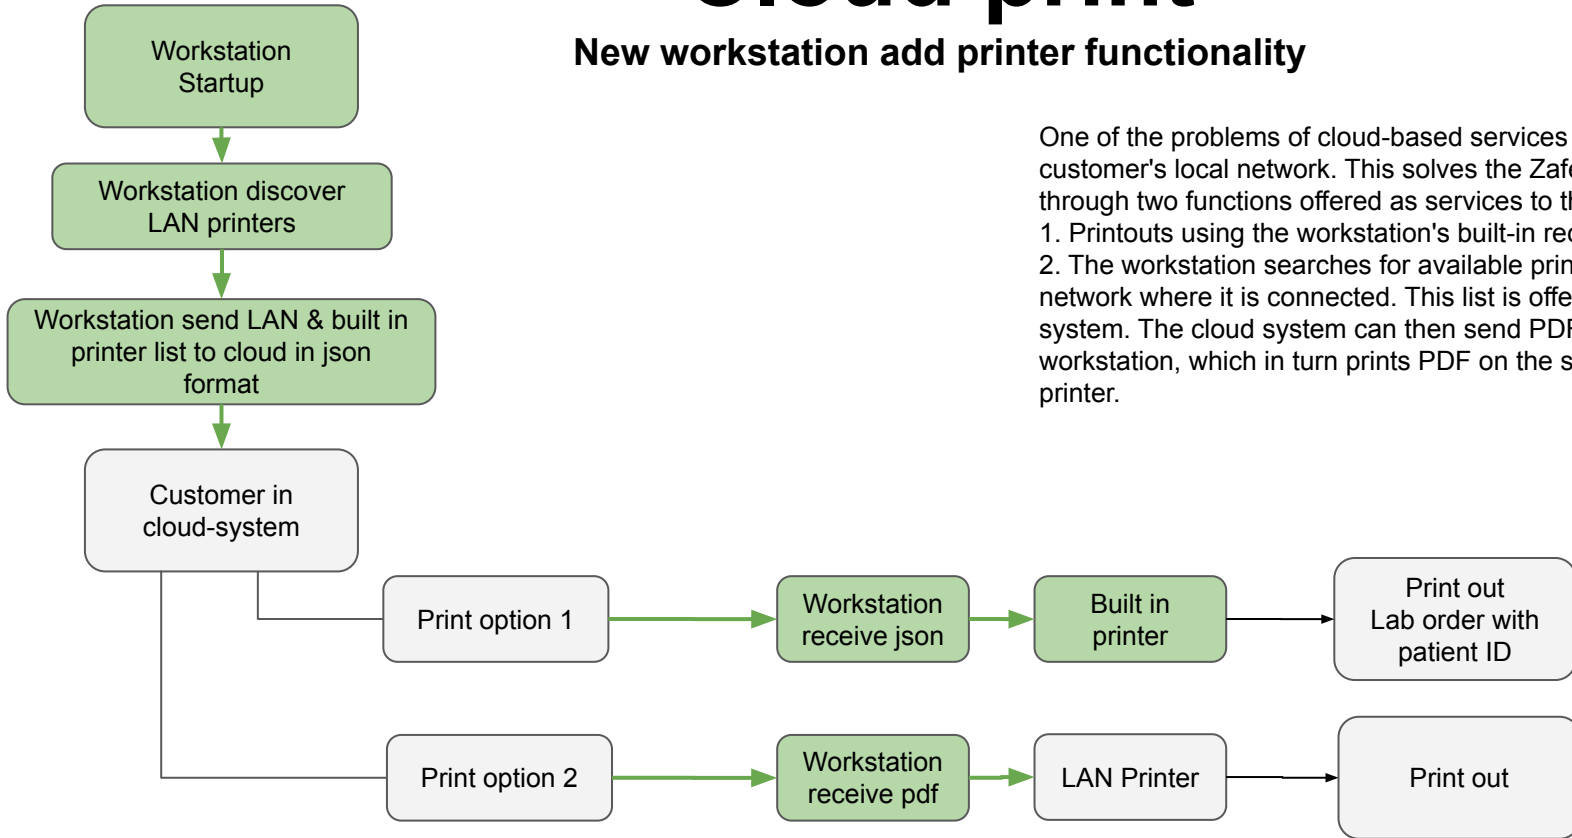 Cloud print
New workstation add printer functionality
Workstation
Startup
Workstation discover
LAN printers
Workstation send LAN & built in
printer list to cloud in json
format
Customer in
cloud-system
One of the problems of cloud-based services
customer's local network. This solves the
through two functions offered as services to
1. Printouts using the workstation's built-in
2. The workstation searches for available
network where it is connected. This list is
system. The cloud system can then send PDF
workstation, which in turn prints PDF on the
printer.
Print option 1
Workstation
receive json
Built in
printer
Print out
Lab order with
patient ID
Print option 2
Workstation
receive pdf
LAN Printer
Print out